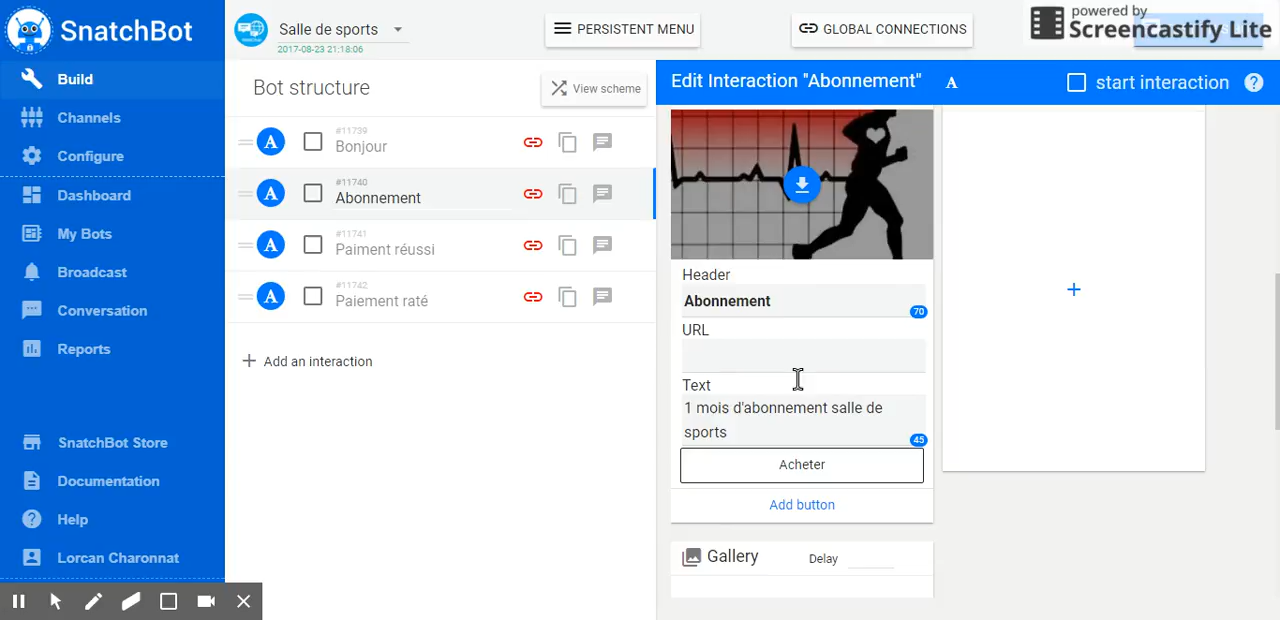 SnatchBot
Salle de sports
2017-08-23 21:18:06
PERSISTENT MENU
GLOBAL CONNECTIONS
powered by
Screencastify Lite
Build
Channels
Configure
Dashboard
My Bots
Broadcast
Conversation
Reports
SnatchBot Store
Documentation
Help
Lorcan Charonnat
Bot structure
View scheme
A
#11739
Bonjour
A
#11740
Abonnement
A
#11741
Paiment réussi
A
#11742
Paiement raté
Add an interaction
Edit Interaction "Abonnement"
A
start interaction
Header
Abonnement
70
URL
Text
1 mois d'abonnement salle de
sports
45
Acheter
Add button
Gallery
Delay